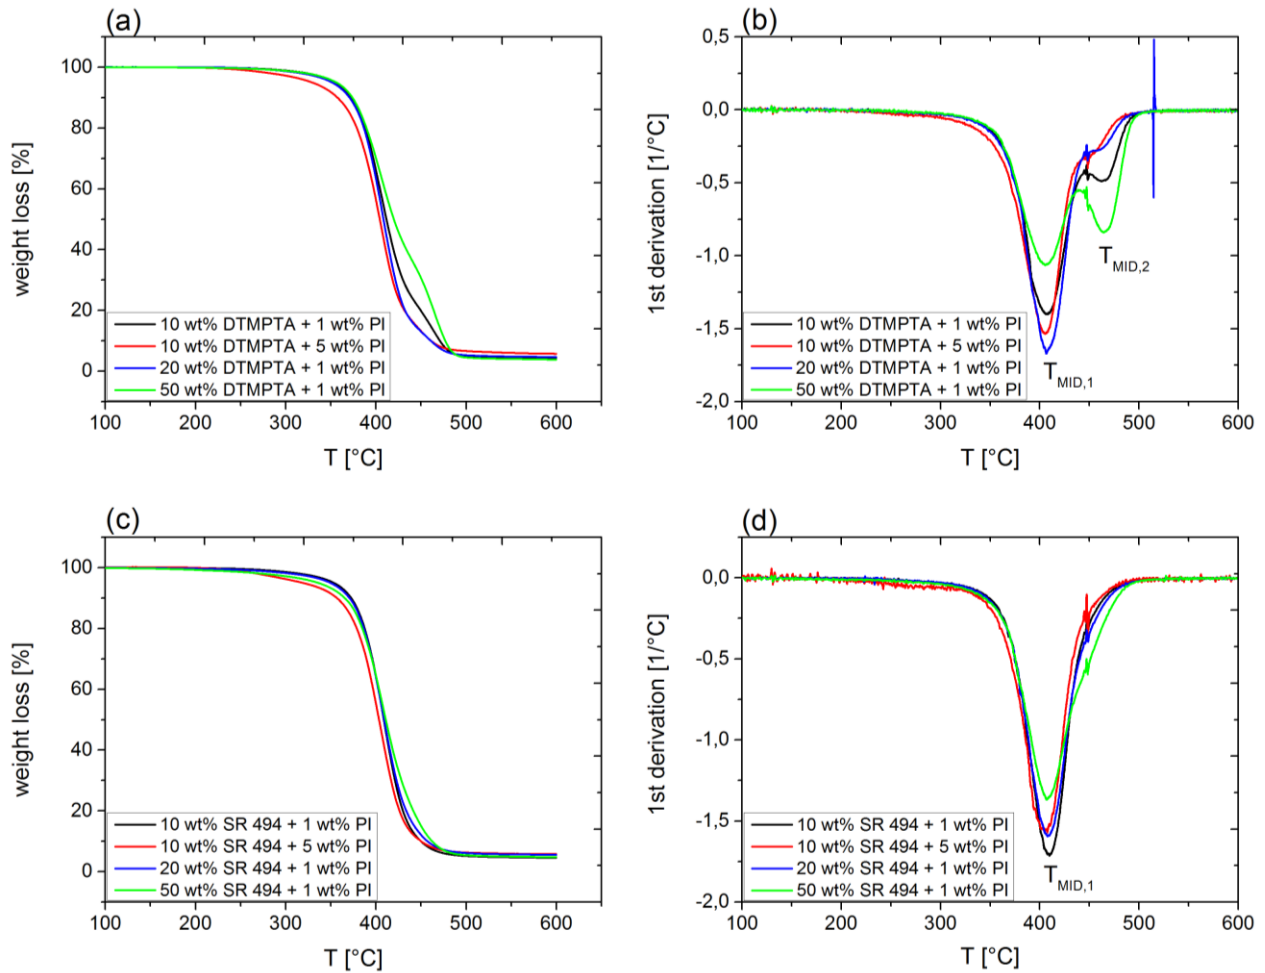 (a)
100
80
60
40
20
0
weight loss [%]
10 wt% DTMPTA + 1 wt% PI
10 wt% DTMPTA + 5 wt% PI
20 wt% DTMPTA + 1 wt% PI
50 wt% DTMPTA + 1 wt% PI
100 200 300 400 500 600
T [°C]
(b)
0,5
0,0
-0,5
-1,0
-1,5
-2,0
1st derivation [1/°C]
T MID,2
T MID,1
10 wt% DTMPTA + 1 wt% PI
10 wt% DTMPTA + 5 wt% PI
20 wt% DTMPTA + 1 wt% PI
50 wt% DTMPTA + 1 wt% PI
100 200 300 400 500 600
T [°C]
(c)
100
80
60
40
20
0
weight loss [%]
10 wt% SR 494 + 1 wt% PI
10 wt% SR 494 + 5 wt% PI
20 wt% SR 494 + 1 wt% PI
50 wt% SR 494 + 1 wt% PI
100 200 300 400 500 600
T [°C]
(d)
0,0
-0,5
-1,0
-1,5
-2,0
1st derivation [1/°C]
10 wt% SR 494 + 1 wt% PI
10 wt% SR 494 + 5 wt% PI
20 wt% SR 494 + 1 wt% PI
50 wt% SR 494 + 1 wt% PI
T MID,1
100 200 300 400 500 600
T [°C]